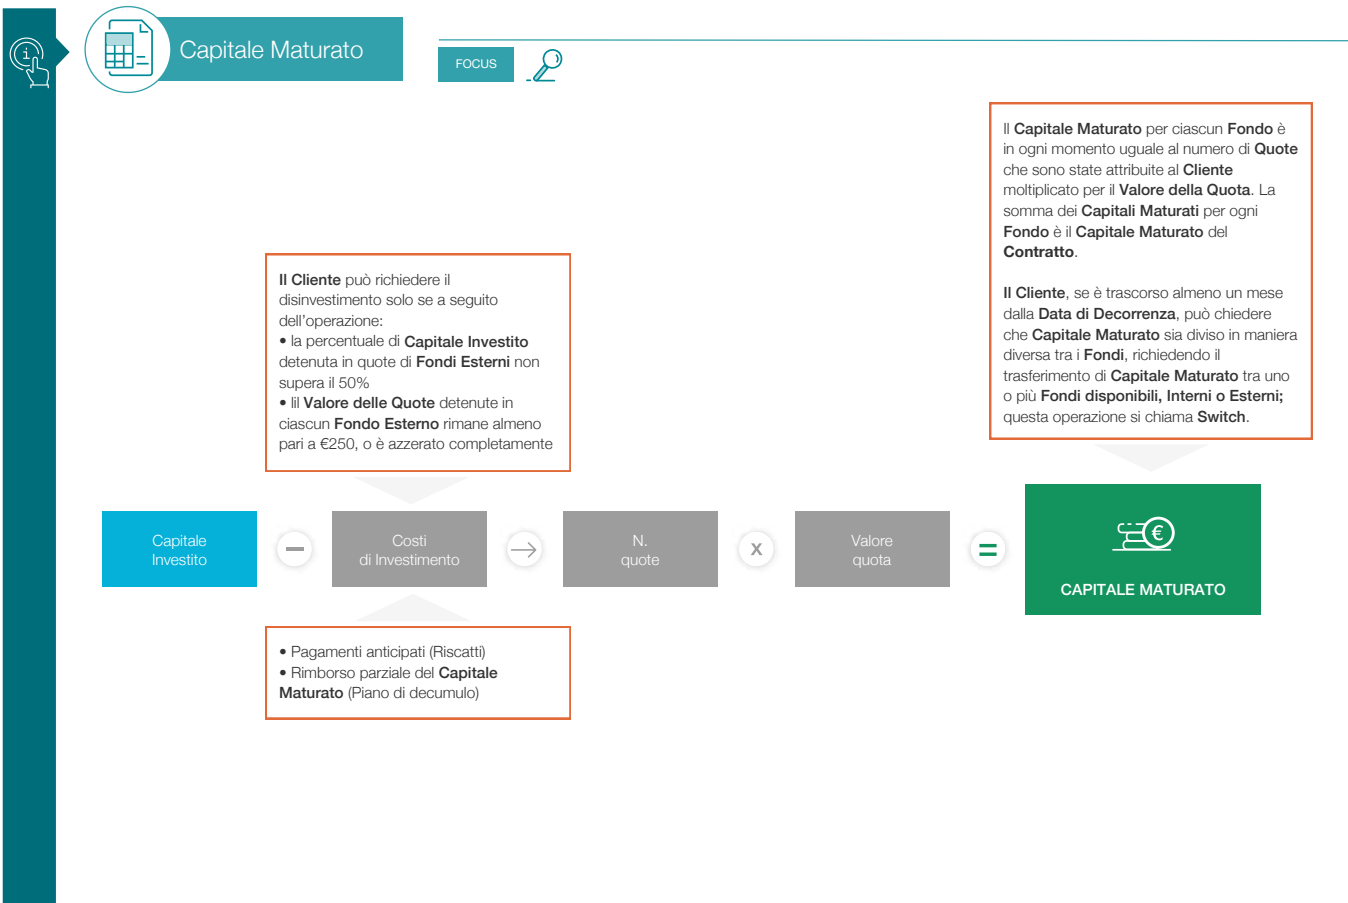 Capitale Maturato
FOCUS
Il Capitale Maturato per ciascun Fondo è
in ogni momento uguale al numero di Quote
che sono state attribuite al Cliente
moltiplicato per il Valore della Quota. La
somma dei Capitali Maturati per ogni
Fondo è il Capitale Maturato del
Contratto.
Il Cliente, se è trascorso almeno un mese
dalla Data di Decorrenza, può chiedere
che Capitale Maturato sia diviso in maniera
diversa tra i Fondi, richiedendo il
trasferimento di Capitale Maturato tra uno
o più Fondi disponibili, Interni o Esterni;
questa operazione si chiama Switch.
Il Cliente può richiedere il
disinvestimento solo se a seguito
dell'operazione:
• la percentuale di Capitale Investito
detenuta in quote di Fondi Esterni non
supera il 50%
• lil Valore delle Quote detenute in
ciascun Fondo Esterno rimane almeno
pari a €250, o è azzerato completamente
Capitale
Investito
−
Costi
di Investimento
→
N.
quote
x
Valore
quota
=
€
CAPITALE MATURATO
• Pagamenti anticipati (Riscatti)
• Rimborso parziale del Capitale
Maturato (Piano di decumulo)